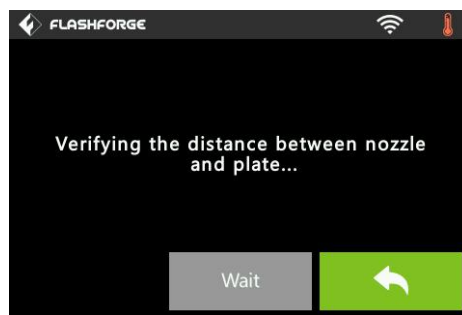 FLASHFORGE
Verifying the distance between nozzle
and plate...
Wait